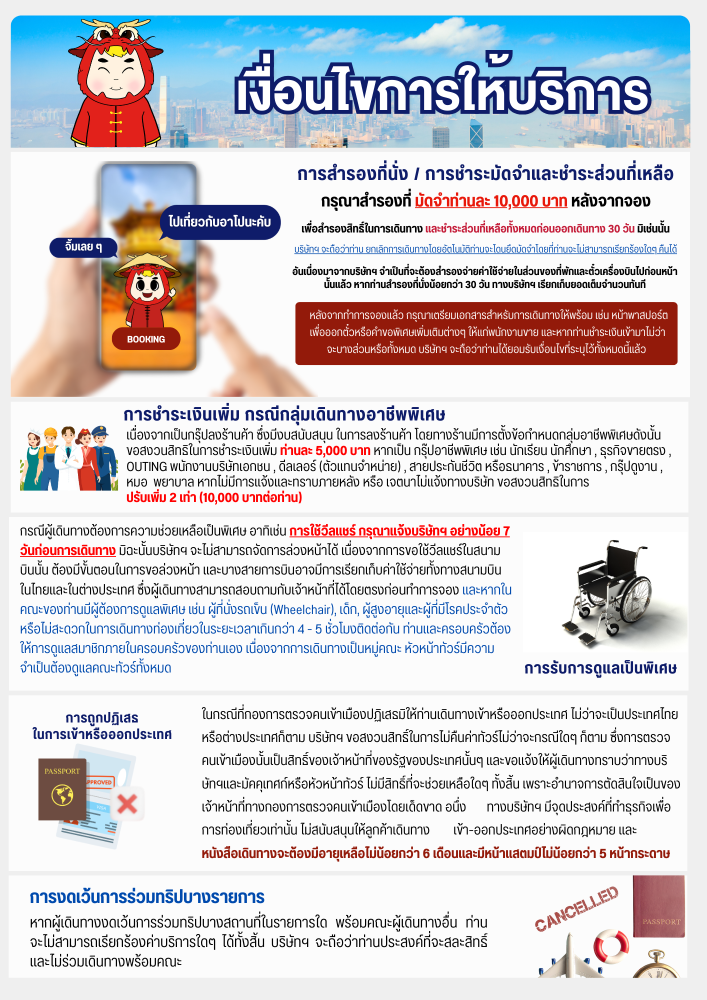 เงื่อนไขการให้บริการ
การสำรองที่นั่ง / การชำระมัดจำและชำระส่วนที่เหลือ
กรุณาสำรองที่ มัดจำท่านละ 10,000 บาท หลังจากจอง
ไปเที่ยวกับอาโปนะคับ
จิ้มเลย ๆ
BOOKING
เพื่อสำรองสิทธิ์ในการเดินทาง และชำระส่วนที่เหลือทั้งหมดก่อนออกเดินทาง 30 วัน มิเช่นนั้น
บริษัทฯ จะถือว่าท่าน ยกเลิกการเดินทางโดยอัตโนมัติท่านจะโดนยึดมัดจำโดยที่ท่านจะไม่สามารถเรียกร้องใดๆ คืนได้
อันเนื่องมาจากบริษัทฯ จำเป็นที่จะต้องสำรองจ่ายค่าใช้จ่ายในส่วนของที่พักและตั๋วเครื่องบินไปก่อนหน้า
นั้นแล้ว หากท่านสำรองที่นั่งน้อยกว่า 30 วัน ทางบริษัทฯ เรียกเก็บยอดเต็มจำนวนทันที
หลังจากทำการจองแล้ว กรุณาเตรียมเอกสารสำหรับการเดินทางให้พร้อม เช่น หน้าพาสปอร์ต
เพื่อออกตั๋วหรือคำขอพิเศษเพิ่มเติมต่างๆ ให้แก่พนักงานขาย และหากท่านชำระเงินเข้ามาไม่ว่า
จะบางส่วนหรือทั้งหมด บริษัทฯ จะถือว่าท่านได้ยอมรับเงื่อนไขที่ระบุไว้ทั้งหมดนี้แล้ว
การชำระเงินเพิ่ม กรณีกลุ่มเดินทางอาชีพพิเศษ
เนื่องจากเป็นกรุ๊ปลงร้านค้า ซึ่งมีงบสนับสนุน ในการลงร้านค้า โดยทางร้านมีการตั้งข้อกำหนดกลุ่มอาชีพพิเศษดังนั้น
ขอสงวนสิทธิในการชำระเงินเพิ่ม ท่านละ 5,000 บาท หากเป็น กรุ๊ปอาชีพพิเศษ เช่น นักเรียน นักศึกษา , ธุรกิจขายตรง ,
OUTING พนักงานบริษัทเอกชน , ดีลเลอร์ (ตัวแทนจำหน่าย) , สายประกันชีวิต หรือธนาคาร , ข้าราชการ , กรุ๊ปดูงาน ,
หมอ พยาบาล หากไม่มีการแจ้งและทราบภายหลัง หรือ เจตนาไม่แจ้งทางบริษัท ขอสงวนสิทธิในการ
ปรับเพิ่ม 2 เท่า (10,000 บาทต่อท่าน)
กรณีผู้เดินทางต้องการความช่วยเหลือเป็นพิเศษ อาทิเช่น การใช้วีลแชร์ กรุณาแจ้งบริษัทฯ อย่างน้อย 7
วันก่อนการเดินทาง มิฉะนั้นบริษัทฯ จะไม่สามารถจัดการล่วงหน้าได้ เนื่องจากการขอใช้วีลแชร์ในสนาม
บินนั้น ต้องมีขั้นตอนในการขอล่วงหน้า และบางสายการบินอาจมีการเรียกเก็บค่าใช้จ่ายทั้งทางสนามบิน
ในไทยและในต่างประเทศ ซึ่งผู้เดินทางสามารถสอบถามกับเจ้าหน้าที่ได้โดยตรงก่อนทำการจอง และหากใน
คณะของท่านมีผู้ต้องการดูแลพิเศษ เช่น ผู้ที่นั่งรถเข็น (Wheelchair), เด็ก, ผู้สูงอายุและผู้ที่มีโรคประจำตัว
หรือไม่สะดวกในการเดินทางท่องเที่ยวในระยะเวลาเกินกว่า 4 - 5 ชั่วโมงติดต่อกัน ท่านและครอบครัวต้อง
ให้การดูแลสมาชิกภายในครอบครัวของท่านเอง เนื่องจากการเดินทางเป็นหมู่คณะ หัวหน้าทัวร์มีความ
จำเป็นต้องดูแลคณะทัวร์ทั้งหมด
การรับการดูแลเป็นพิเศษ
การถูกปฏิเสธ
ในการเข้าหรือออกประเทศ
PASSPORT
APPROVED
VISA
ในกรณีที่กองการตรวจคนเข้าเมืองปฏิเสธมิให้ท่านเดินทางเข้าหรือออกประเทศ ไม่ว่าจะเป็นประเทศไทย
หรือต่างประเทศก็ตาม บริษัทฯ ขอสงวนสิทธิ์ในการไม่คืนค่าทัวร์ไม่ว่าจะกรณีใดๆ ก็ตาม ซึ่งการตรวจ
คนเข้าเมืองนั้นเป็นสิทธิ์ของเจ้าหน้าที่ของรัฐของประเทศนั้นๆ และขอแจ้งให้ผู้เดินทางทราบว่าทางบริ
ษัทฯและมัคคุเทศก์หรือหัวหน้าทัวร์ ไม่มีสิทธิ์ที่จะช่วยเหลือใดๆ ทั้งสิ้น เพราะอำนาจการตัดสินใจเป็นของ
เจ้าหน้าที่ทางกองการตรวจคนเข้าเมืองโดยเด็ดขาด อนึ่ง ทางบริษัทฯ มีจุดประสงค์ที่ทำธุรกิจเพื่อ
การท่องเที่ยวเท่านั้น ไม่สนับสนุนให้ลูกค้าเดินทาง เข้า-ออกประเทศอย่างผิดกฎหมาย และ
หนังสือเดินทางจะต้องมีอายุเหลือไม่น้อยกว่า 6 เดือนและมีหน้าแสตมป์ไม่น้อยกว่า 5 หน้ากระดาษ
การงดเว้นการร่วมทริปบางรายการ
หากผู้เดินทางงดเว้นการร่วมทริปบางสถานที่ในรายการใด พร้อมคณะผู้เดินทางอื่น ท่าน
จะไม่สามารถเรียกร้องค่าบริการใดๆ ได้ทั้งสิ้น บริษัทฯ จะถือว่าท่านประสงค์ที่จะสละสิทธิ์
และไม่ร่วมเดินทางพร้อมคณะ
CANCELLED
PASSPORT